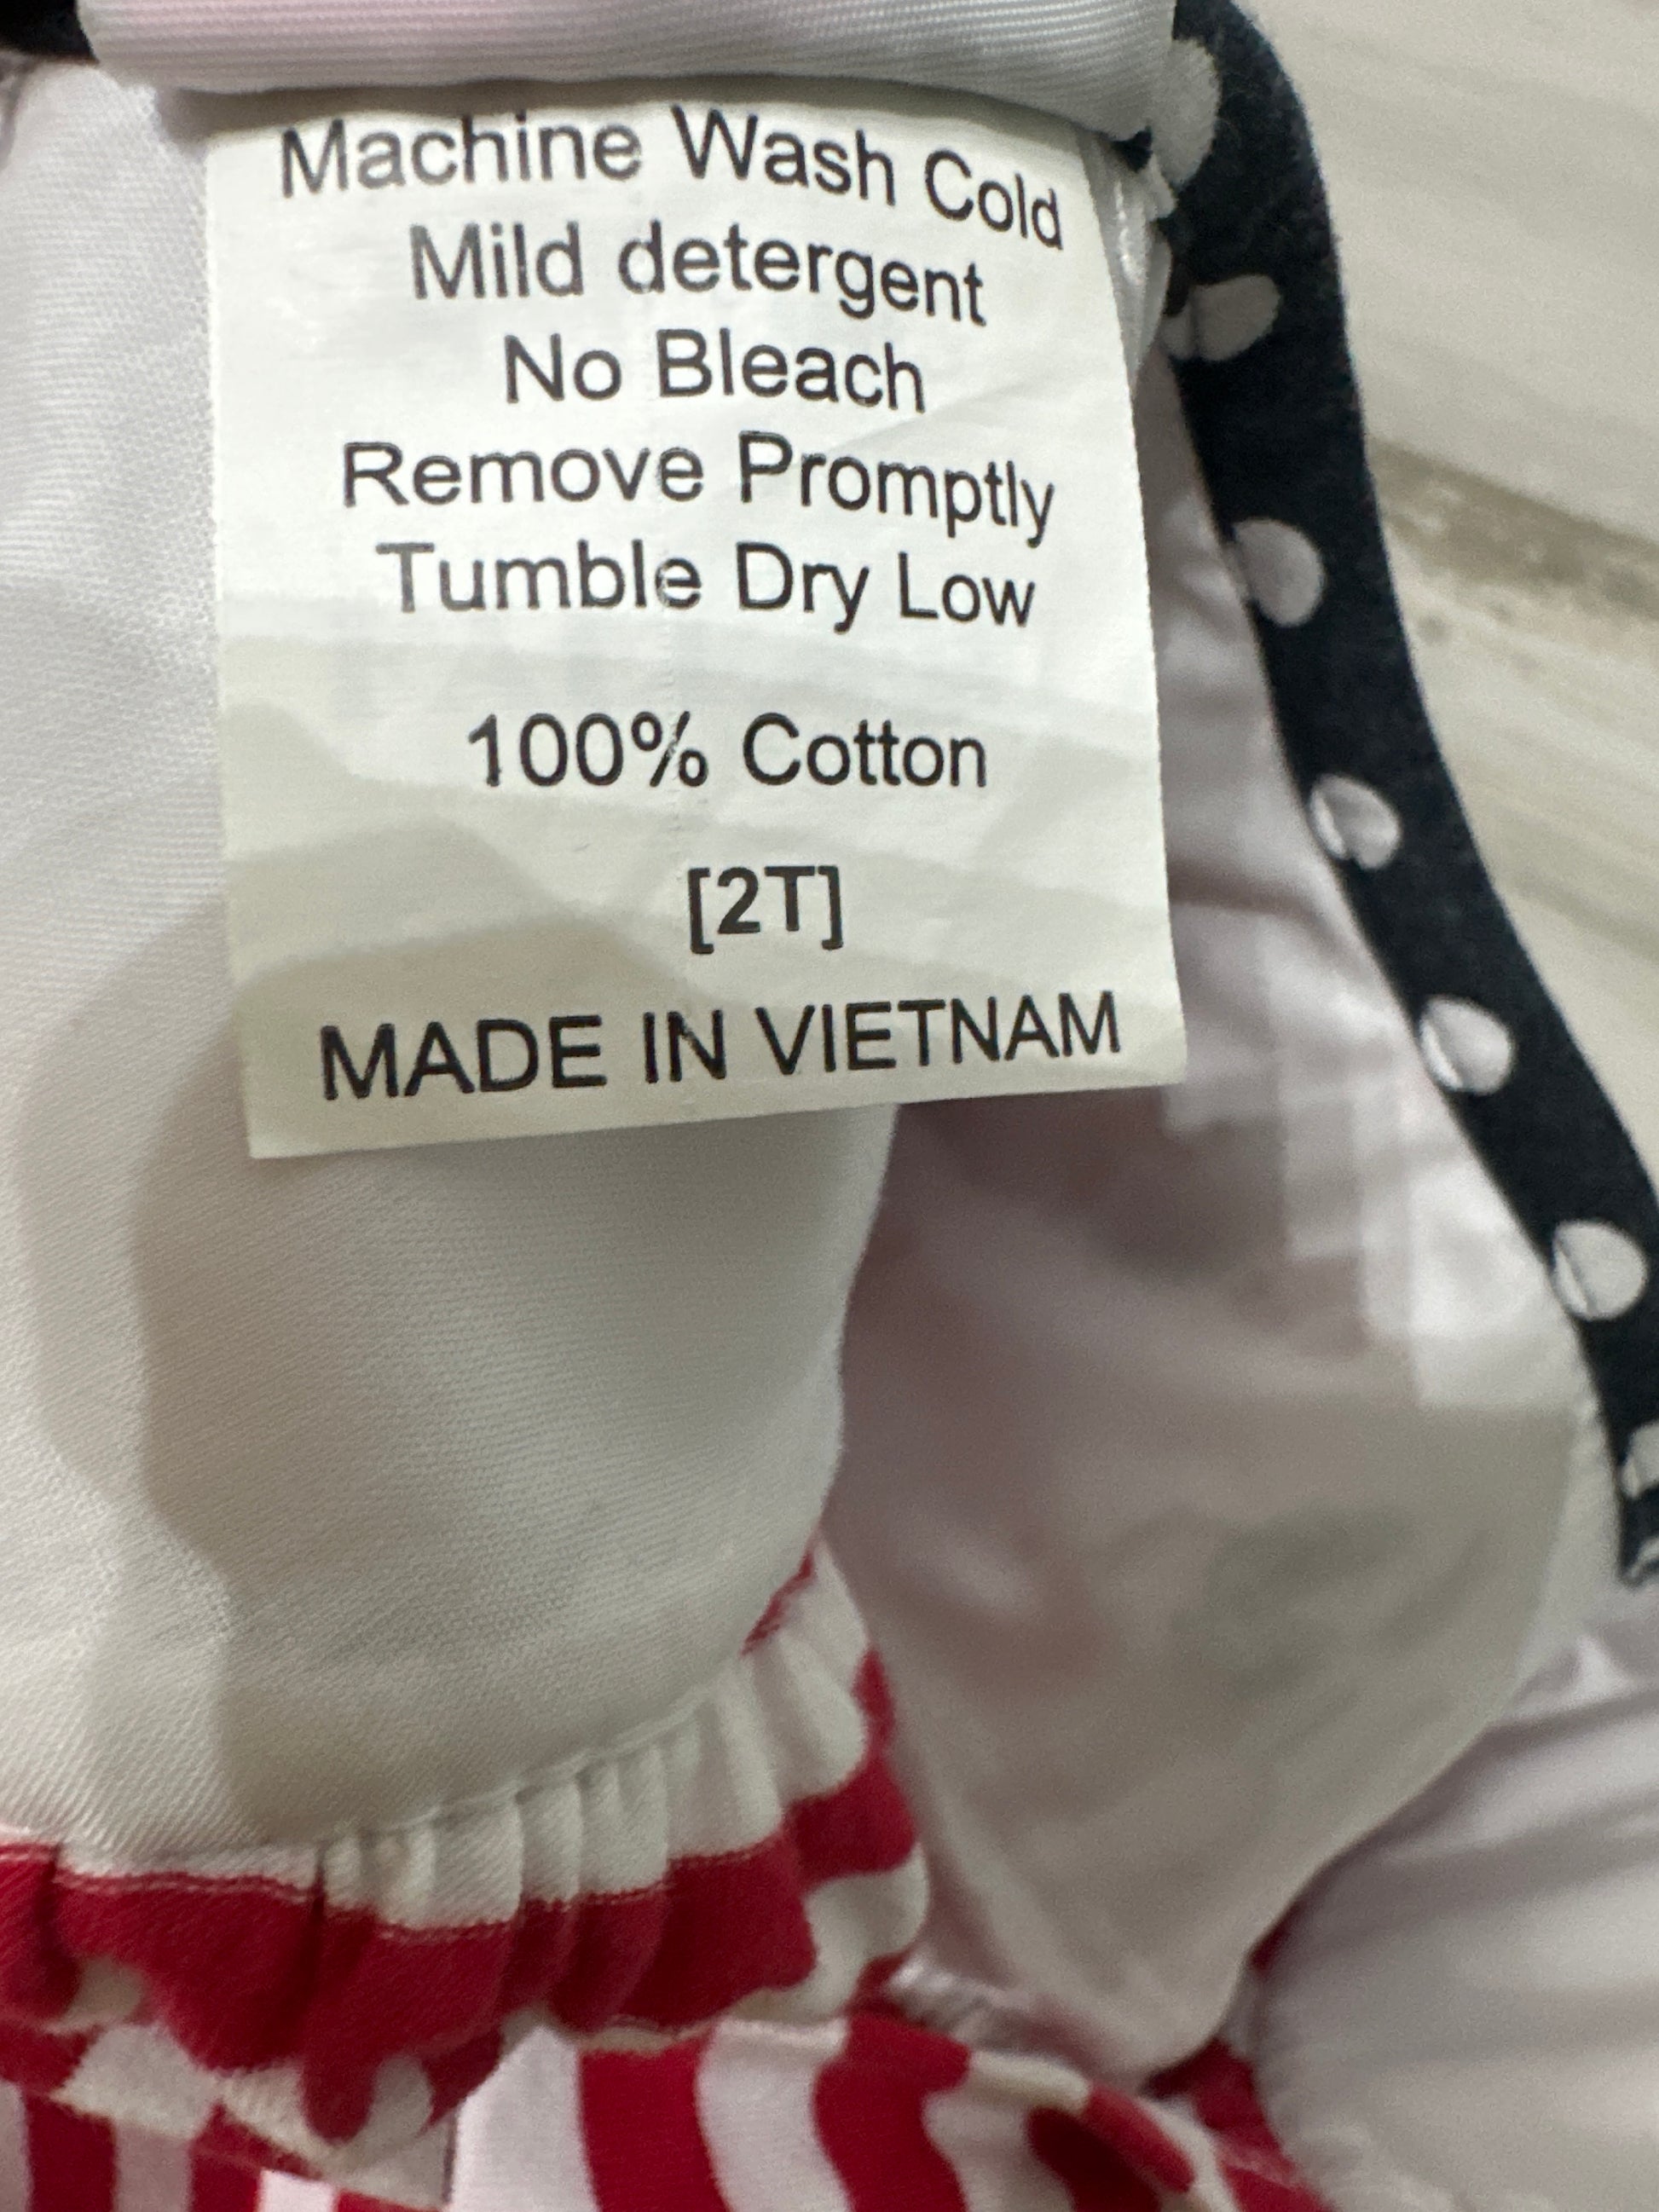 Machine Wash Cold
Mild detergent
No Bleach
Remove Promptly
Tumble Dry Low
100% Cotton
[2T]
MADE IN VIETNAM